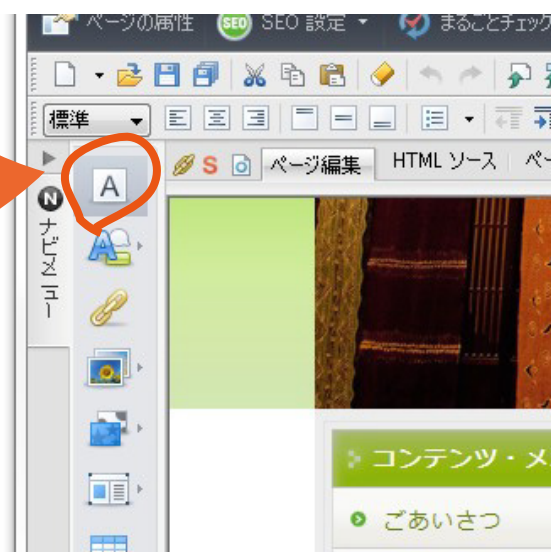 ページの属性 SEO SEO 設定 まるごとチェック
標準
A
S ページ編集 HTML ソース ペー
N ナビメニュー
A
コンテンツ・メ
ごあいさつ